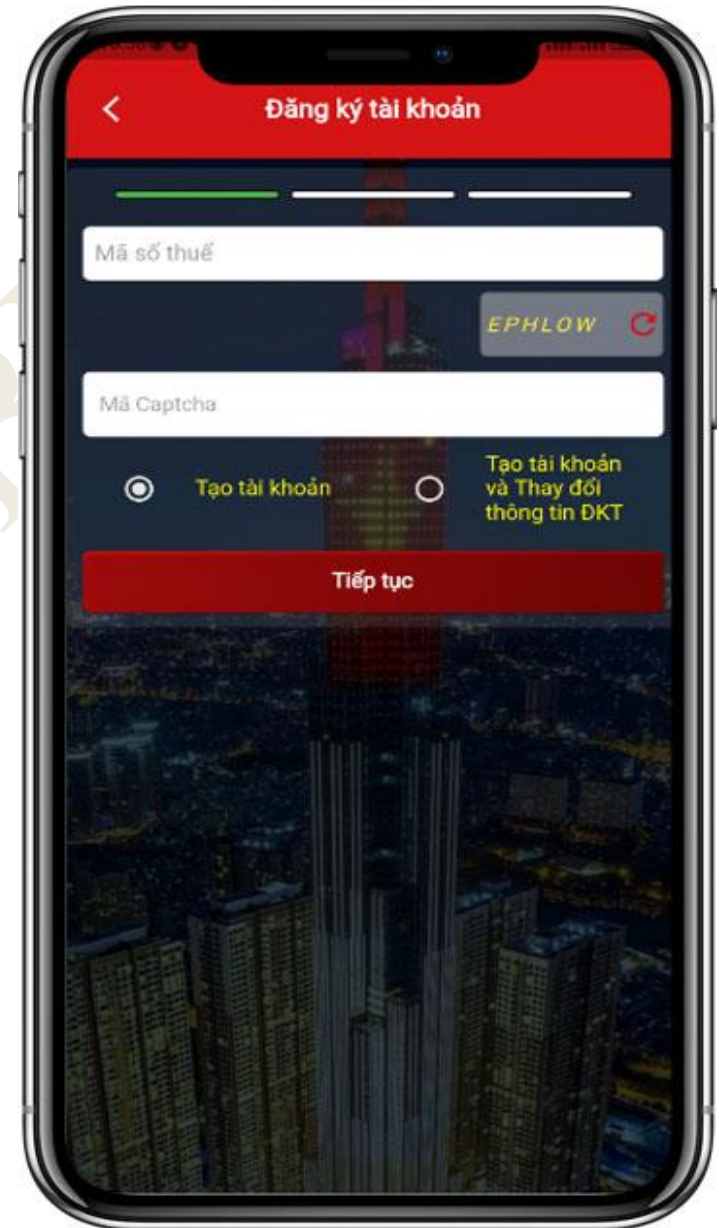 Đăng ký tài khoản
Mã số thuế
EPHLOW
Mã Captcha
Tạo tài khoản
Tạo tài khoản
và Thay đổi
thông tin ĐKT
Tiếp tục